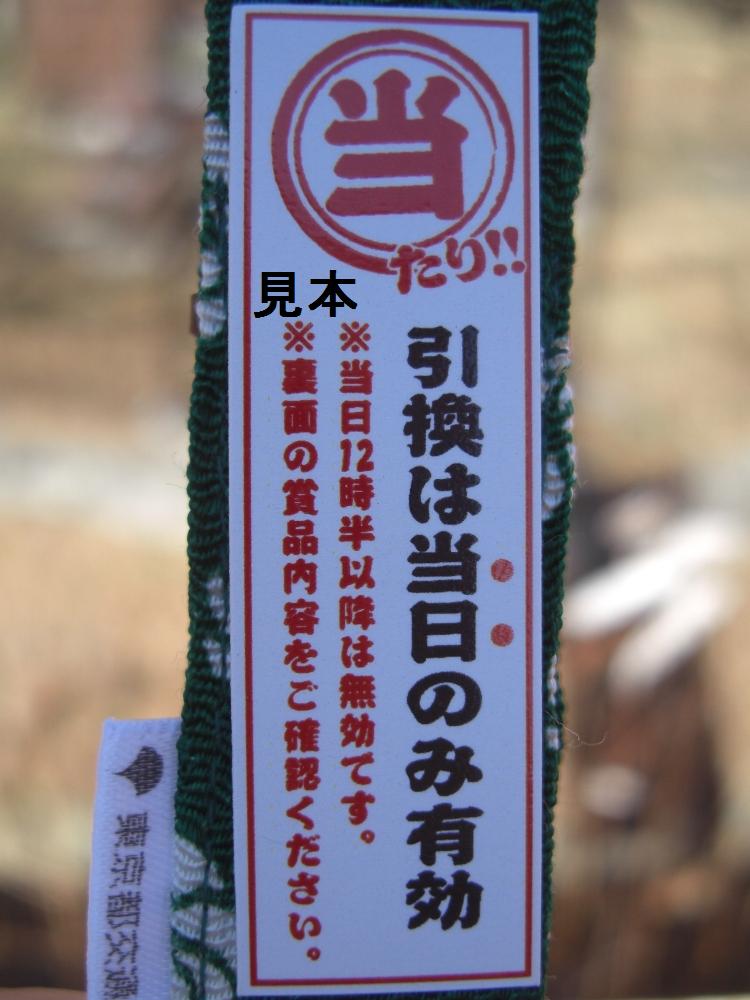 当たり!!
見本
引換は当日のみ有効
※当日12時半以降は無効です。
※裏面の賞品内容をご確認ください。
東京都交通